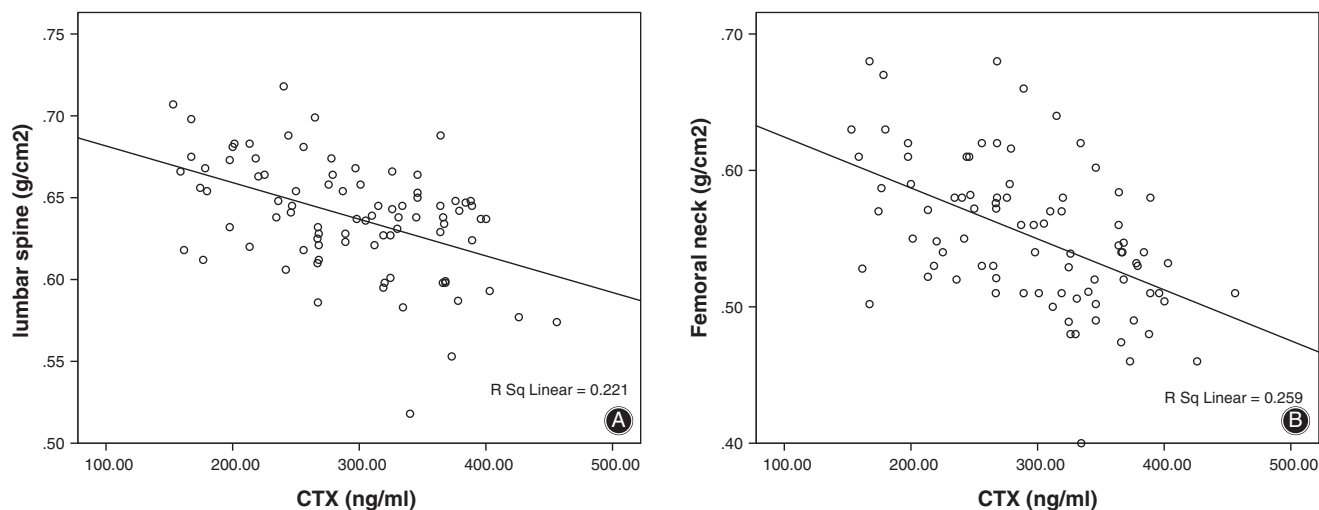 .75
.70
.65
.60
.55
.50
lumbar spine (g/cm2)
100.00 200.00 300.00 400.00 500.00
CTX (ng/ml)
R Sq Linear = 0.221
A
.70
.60
.50
.40
Femoral neck (g/cm2)
100.00 200.00 300.00 400.00 500.00
CTX (ng/ml)
R Sq Linear = 0.259
B